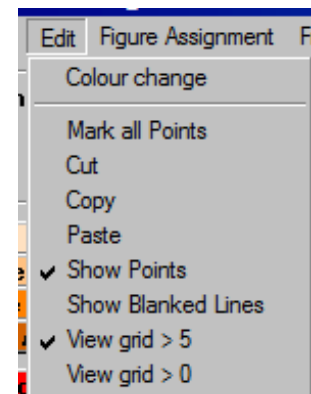 Edit Figure Assignment F
Colour change
Mark all Points
Cut
Copy
Paste
Show Points
Show Blanked Lines
View grid > 5
View grid > 0